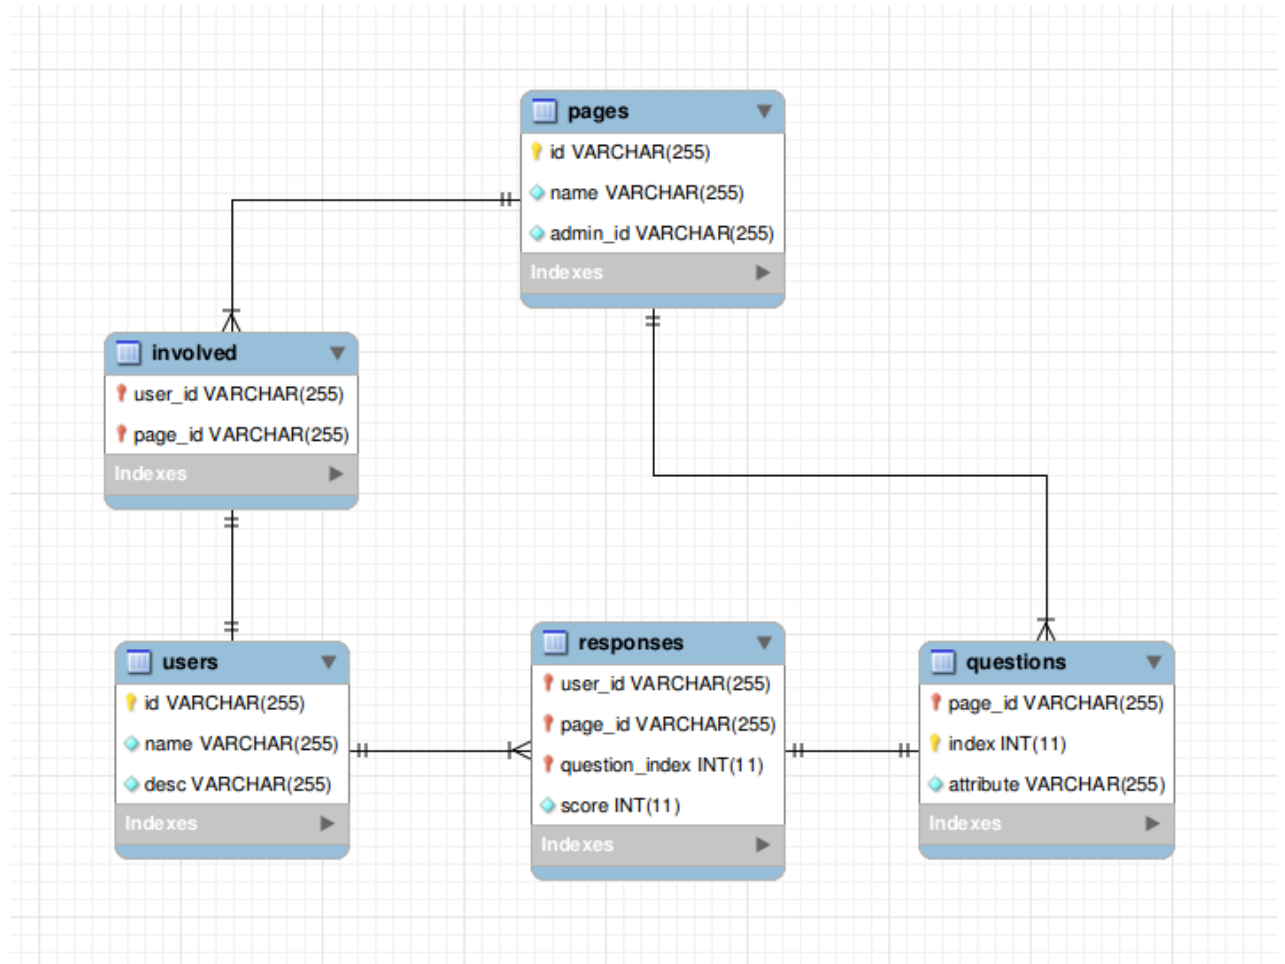 pages
id VARCHAR(255)
name VARCHAR(255)
admin_id VARCHAR(255)
Indexes
involved
user_id VARCHAR(255)
page_id VARCHAR(255)
Indexes
users
id VARCHAR(255)
name VARCHAR(255)
desc VARCHAR(255)
Indexes
responses
user_id VARCHAR(255)
page_id VARCHAR(255)
question_index INT(11)
score INT(11)
Indexes
questions
page_id VARCHAR(255)
index INT(11)
attribute VARCHAR(255)
Indexes